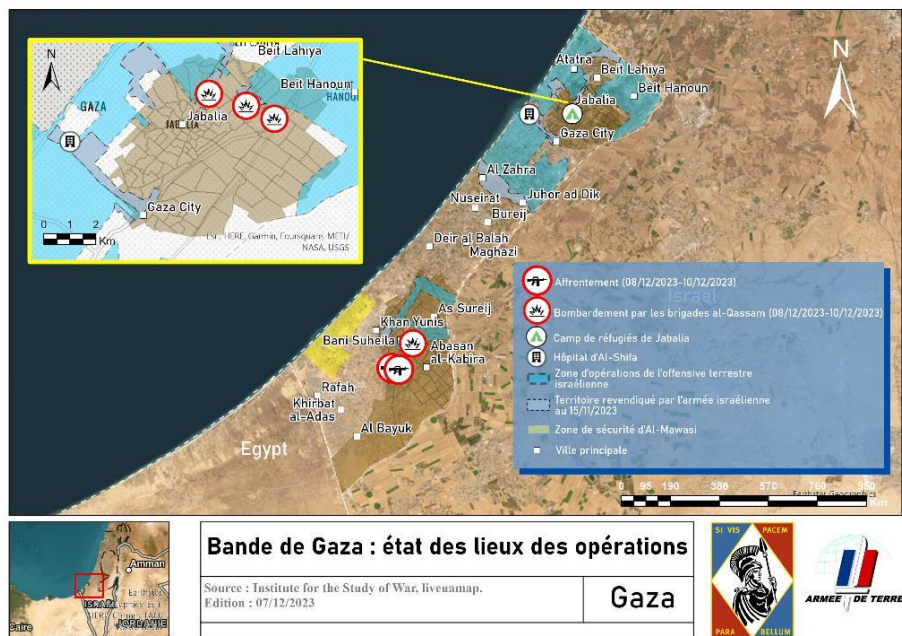 N
Beit Lahiya
Beit Hanoun
GAZA
Jabalia
JABALIA
Gaza City
0 1 2
Km
Esri, HERE, Garmin, Foursquare, METI/
NASA, USGS
N
Atatra
Beit Lahiya
Beit Hanoun
Jabalia
Gaza City
Al Zahra
Juhor ad Dik
Nuseirat
Bureij
Deir al Balah
Maghazi
As Sureij
Khan Yunis
Bani Suheila
Abasan
al-Kabira
Rafah
Khirbat
al-Adas
Al Bayuk
Egypt
Israel
Affrontement (08/12/2023-10/12/2023)
Bombardement par les brigades al-Qassam (08/12/2023-10/12/2023)
Camp de réfugiés de Jabalia
Hôpital d'Al-Shifa
Zone d'opérations de l'offensive terrestre
israélienne
Territoire revendiqué par l'armée israélienne
au 15/11/2023
Zone de sécurité d'Al-Mawasi
Ville principale
0 95 190 380 570 760 950
Km
Earthstar Geographics
Amman
ISRAEL
JORDANIE
Caire
Bande de Gaza : état des lieux des opérations
Source : Institute for the Study of War, liveuamap.
Edition : 07/12/2023
Gaza
SI VIS PACEM
PARA BELLUM
ARMEE DE TERRE